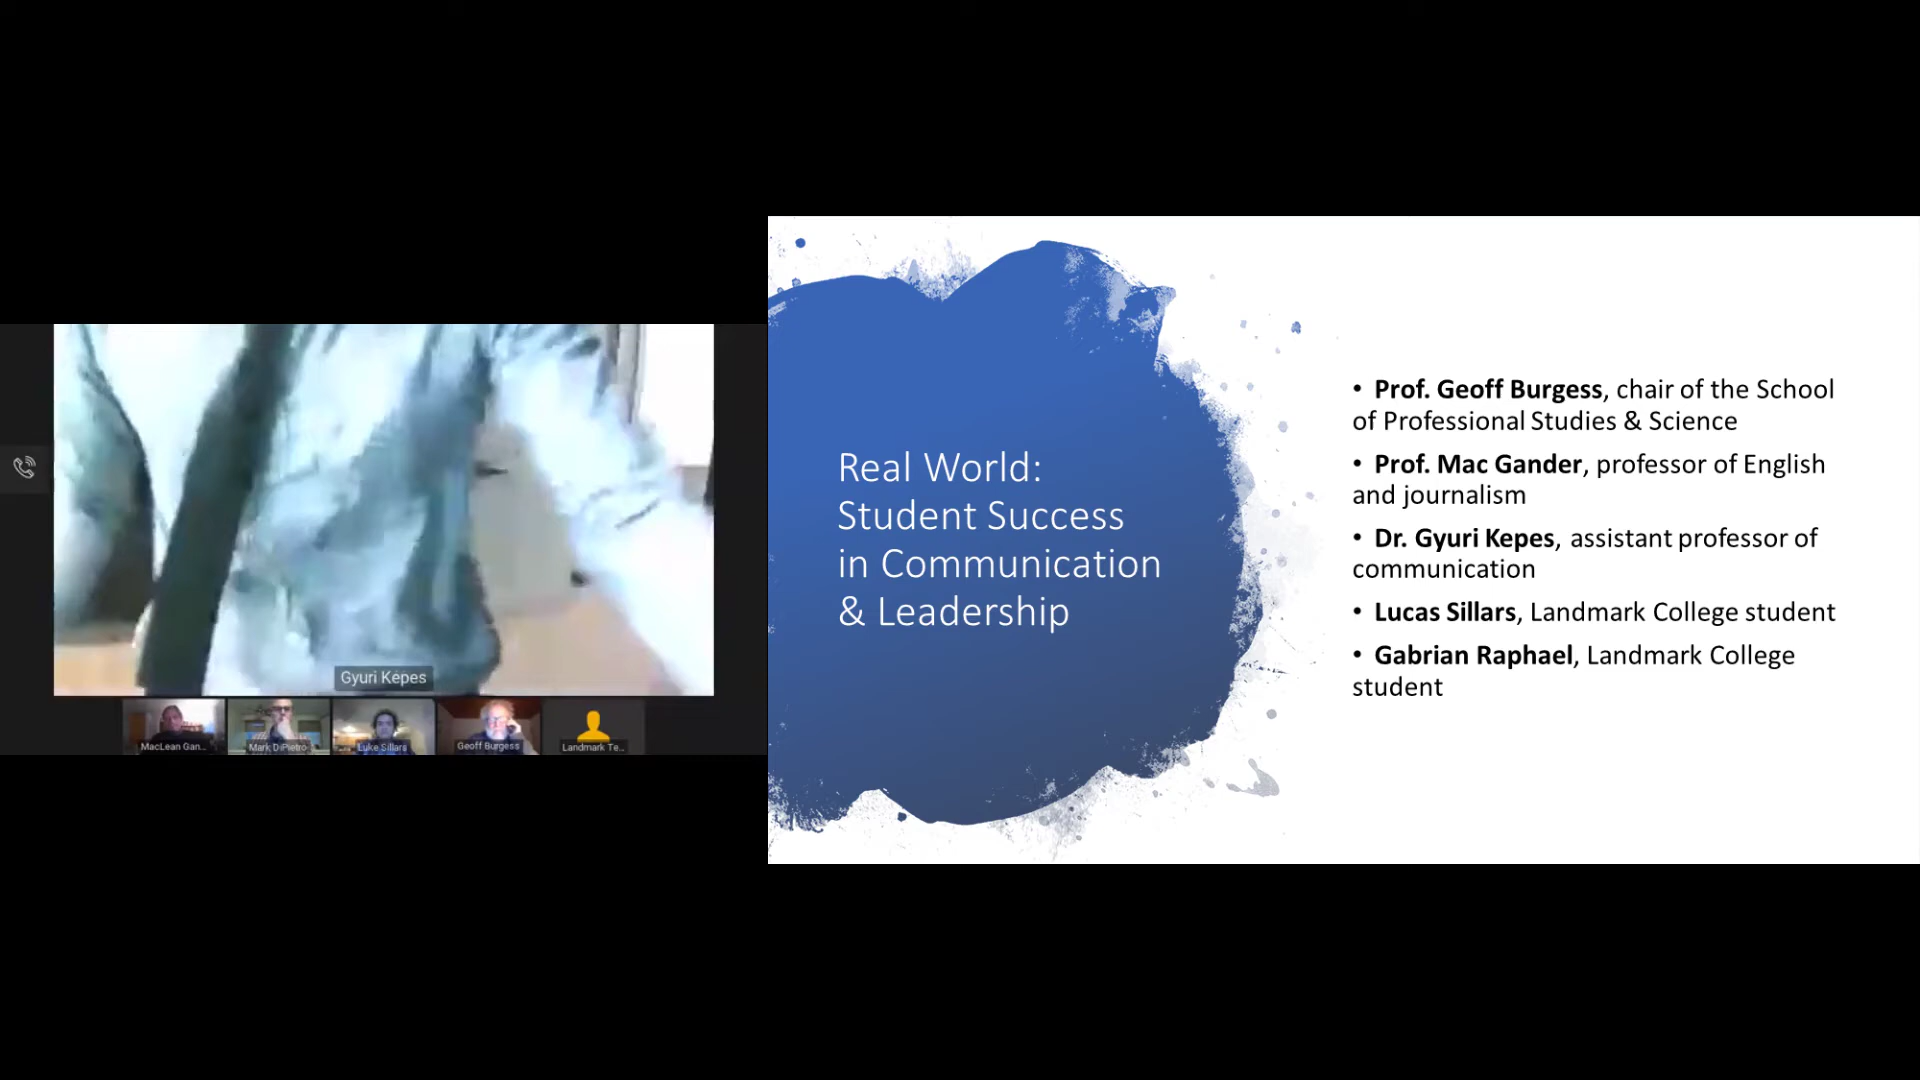 Gyuri Kepes
MacLean Gan...
Mark DiPietro
Luke Sillars
Geoff Burgess
Landmark Te...
Real World:
Student Success
in Communication
& Leadership
• Prof. Geoff Burgess, chair of the School
of Professional Studies & Science
• Prof. Mac Gander, professor of English
and journalism
• Dr. Gyuri Kepes, assistant professor of
communication
• Lucas Sillars, Landmark College student
• Gabrian Raphael, Landmark College
student